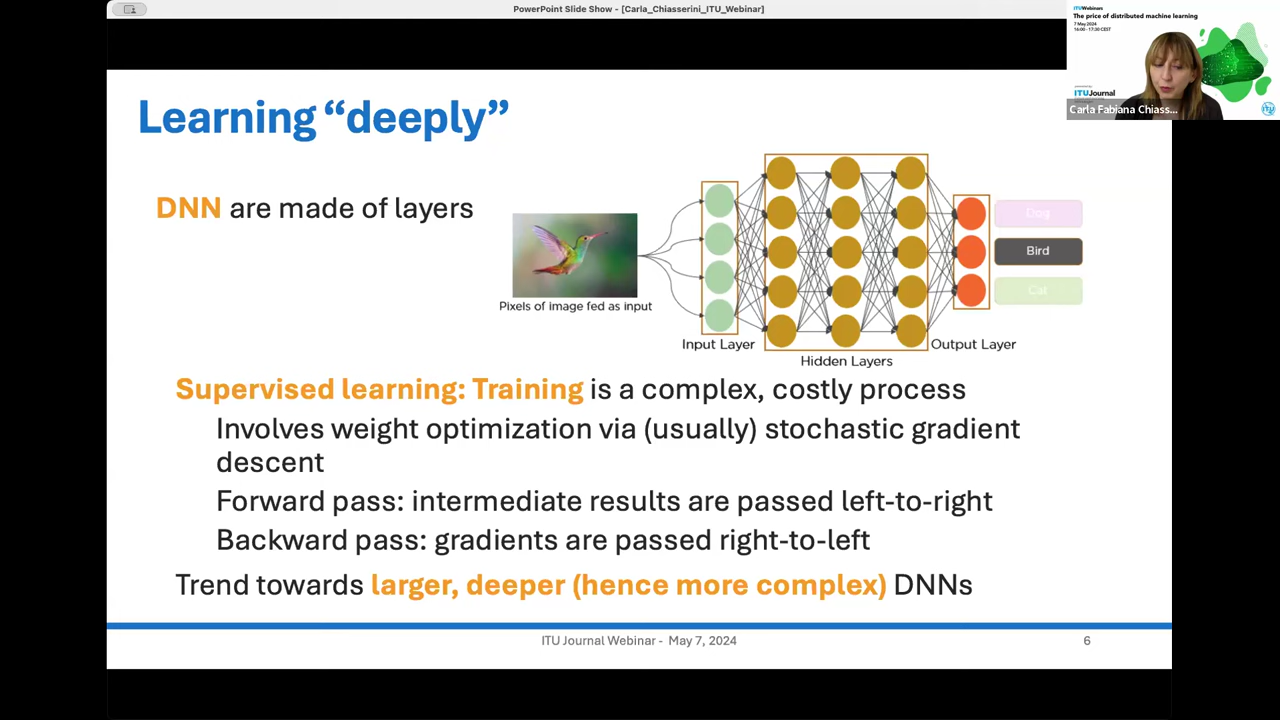 PowerPoint Slide Show - [Carla_Chiasserini_ITU_Webinar]
ITUWebinars
The price of distributed machine learning
7 May 2024
16:00 - 17:30 CEST
ITUJournal
Carla Fabiana Chiass...
Learning “deeply”
DNN are made of layers
Pixels of image fed as input
Input Layer
Hidden Layers
Output Layer
Dog
Bird
Cat
Supervised learning: Training is a complex, costly process
Involves weight optimization via (usually) stochastic gradient
descent
Forward pass: intermediate results are passed left-to-right
Backward pass: gradients are passed right-to-left
Trend towards larger, deeper (hence more complex) DNNs
ITU Journal Webinar - May 7, 2024
6